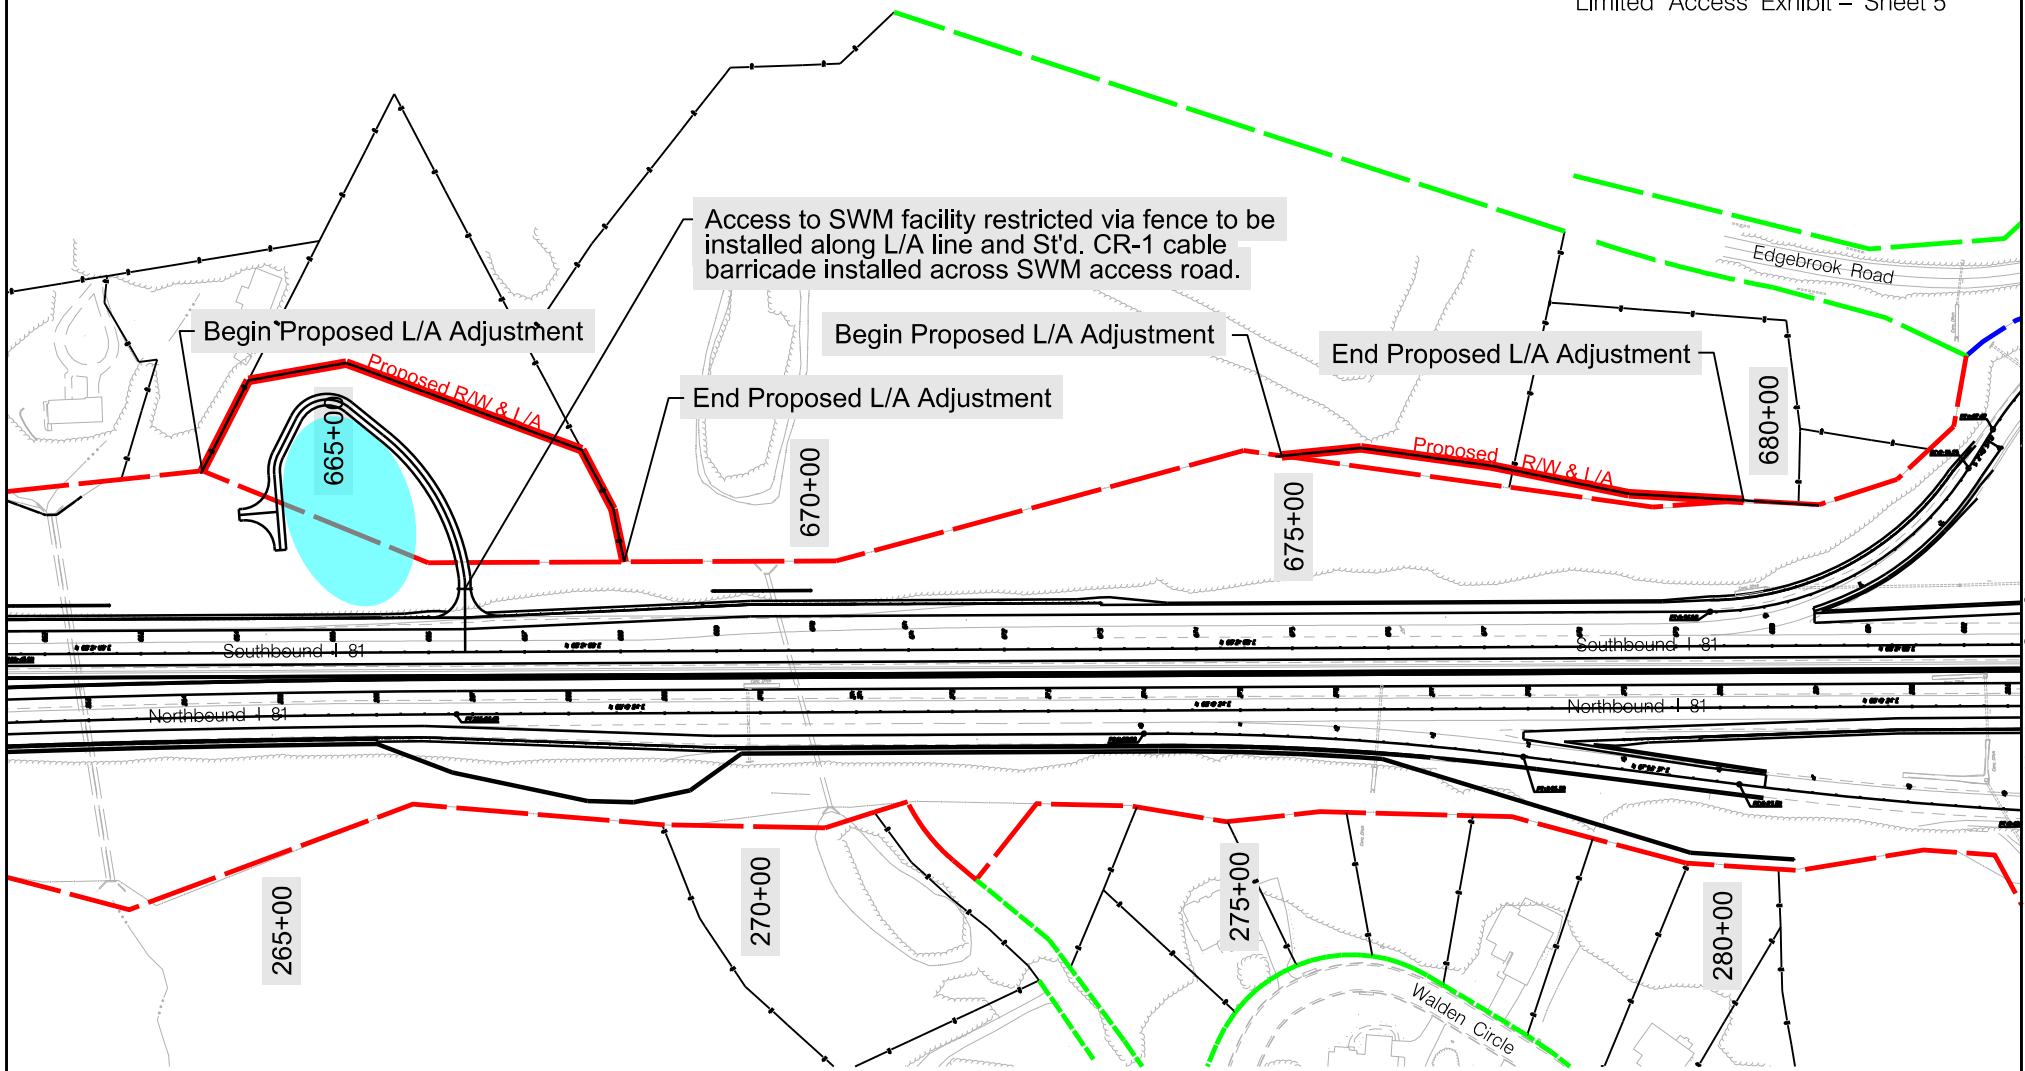 Limited Access Exhibit – Sheet 5
Edgebrook Road
Access to SWM facility restricted via fence to be
installed along L/A line and St'd. CR-1 cable
barricade installed across SWM access road.
Begin Proposed L/A Adjustment
Begin Proposed L/A Adjustment
End Proposed L/A Adjustment
Proposed R/W & L/A
End Proposed L/A Adjustment
665+00
670+00
675+00
680+00
Proposed R/W & L/A
Southbound I 81
Southbound I 81
Northbound I 81
Northbound I 81
265+00
270+00
275+00
280+00
Walden Circle